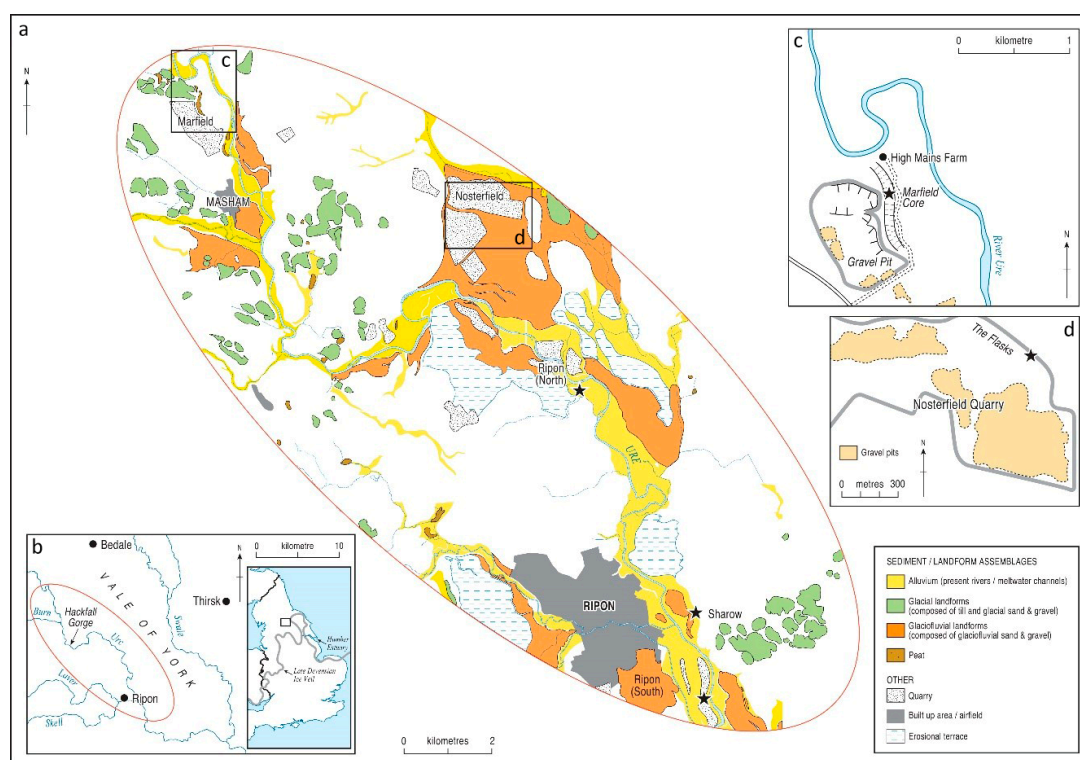 a
N
c
Marfield
MASHAM
Nosterfield
d
Ripon
(North)
URE
RIPON
Sharow
Ripon
(South)
0 kilometres 2
b
Bedale
N
kilometre
0 10
VALE OF YORK
Thirsk
Hackfall
Gorge
Burn
Ure
Swale
Laver
Ripon
Skell
Humber
Estuary
Late Devensian
Ice Veil
c
kilometre
0 1
High Mains Farm
Marfield
Core
Gravel Pit
River Ure
N
d
The Flasks
Nosterfield Quarry
Gravel pits
N
0 metres 300
SEDIMENT / LANDFORM ASSEMBLAGES
Alluvium (present rivers / meltwater channels)
Glacial landforms
(composed of till and glacial sand & gravel)
Glaciofluvial landforms
(composed of glaciofluvial sand & gravel)
Peat
OTHER
Quarry
Built up area / airfield
Erosional terrace